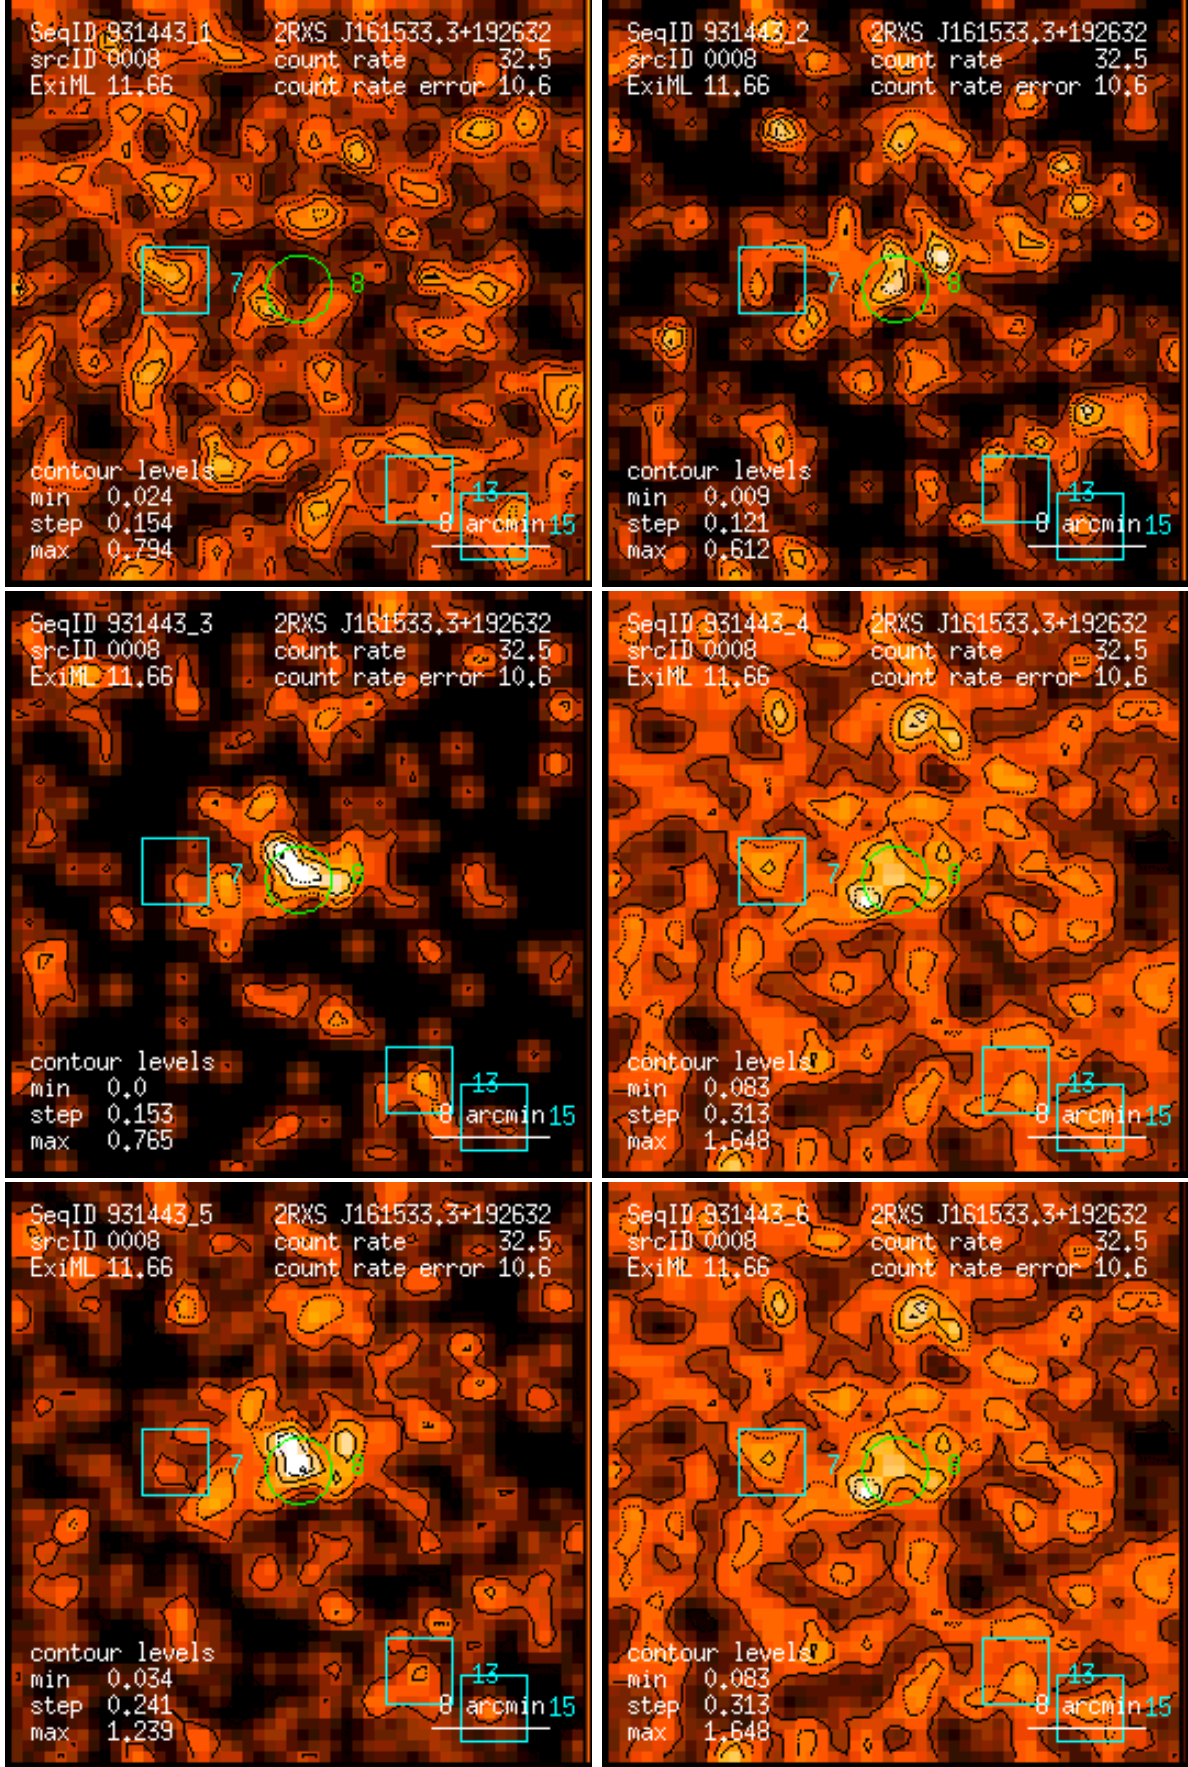 SeqID 931443_1 2RXS J161533.3+192632
srcID 0008 count rate 32.5
ExiML 11.66 count rate error 10.6
7 8
contour levels
min 0.024 13
step 0.154 8 arcmin 15
max 0.794
SeqID 931443_2 2RXS J161533.3+192632
srcID 0008 count rate 32.5
ExiML 11.66 count rate error 10.6
7 8
contour levels
min 0.009 13
step 0.121 8 arcmin 15
max 0.612
SeqID 931443_3 2RXS J161533.3+192632
srcID 0008 count rate 32.5
ExiML 11.66 count rate error 10.6
7 8
contour levels
min 0.0 13
step 0.153 8 arcmin 15
max 0.765
SeqID 931443_4 2RXS J161533.3+192632
srcID 0008 count rate 32.5
ExiML 11.66 count rate error 10.6
7 8
contour levels
min 0.083 13
step 0.313 8 arcmin 15
max 1.648
SeqID 931443_5 2RXS J161533.3+192632
srcID 0008 count rate 32.5
ExiML 11.66 count rate error 10.6
7 8
contour levels
min 0.034 13
step 0.241 8 arcmin 15
max 1.239
SeqID 931443_6 2RXS J161533.3+192632
srcID 0008 count rate 32.5
ExiML 11.66 count rate error 10.6
7 8
contour levels
min 0.083 13
step 0.313 8 arcmin 15
max 1.648